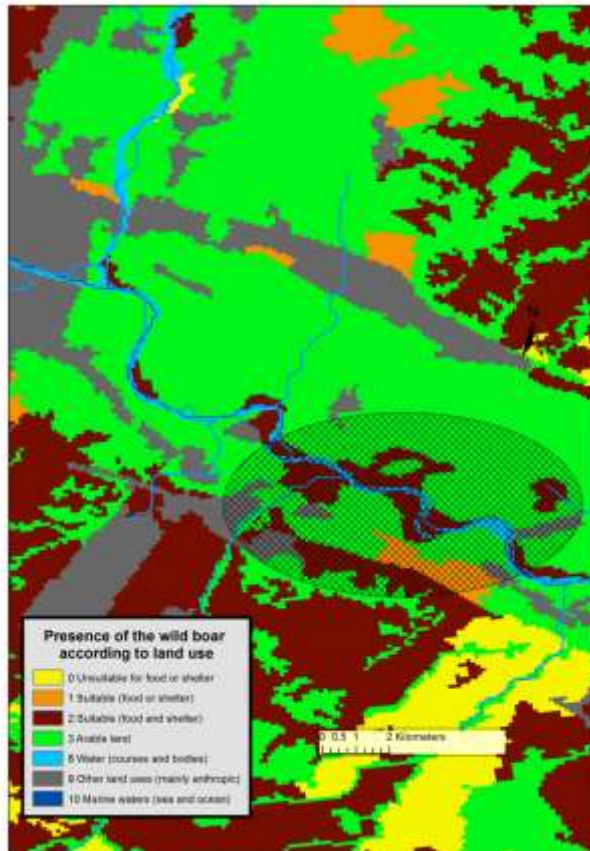 N
Presence of the wild boar
according to land use
0 Unsuitable for food or shelter
1 Suitable (food or shelter)
2 Suitable (food and shelter)
3 Arable land
8 Water (courses and bodies)
9 Other land uses (mainly anthropic)
10 Marine waters (sea and ocean)
0 0.5 1 2 Kilometers